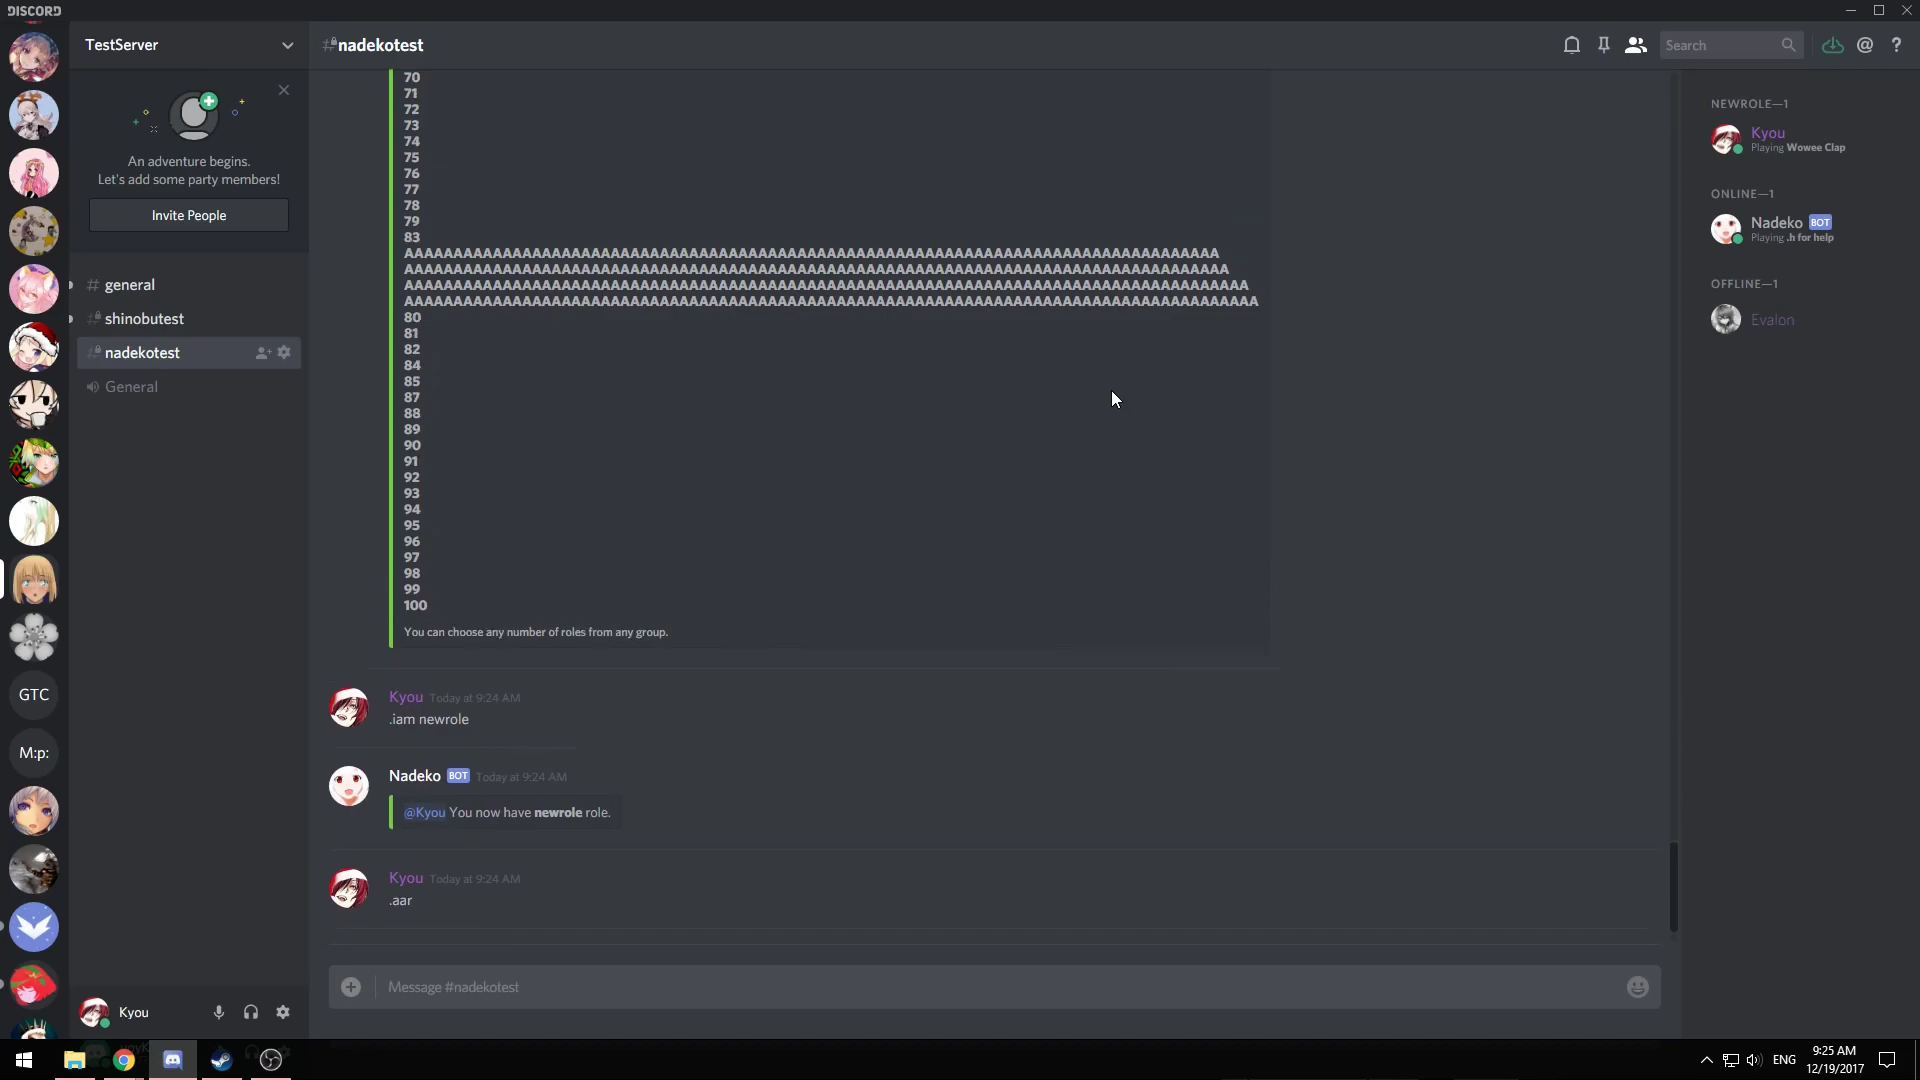 DISCORD
TestServer
An adventure begins.
Let's add some party members!
Invite People
# general
# shinobutest
# nadekotest
General
Kyou
GTC
M:p:
#nadekotest
Search
@
?
70
71
72
73
74
75
76
77
78
79
83
80
81
82
84
85
87
88
89
90
91
92
93
94
95
96
97
98
99
100
You can choose any number of roles from any group.
Kyou Today at 9:24 AM
.iam newrole
Nadeko BOT Today at 9:24 AM
@Kyou You now have newrole role.
Kyou Today at 9:24 AM
.aar
Message #nadekotest
NEWROLE—1
Kyou
Playing Wowee Clap
ONLINE—1
Nadeko BOT
Playing .h for help
OFFLINE—1
Evalon
ENG
9:25 AM
12/19/2017